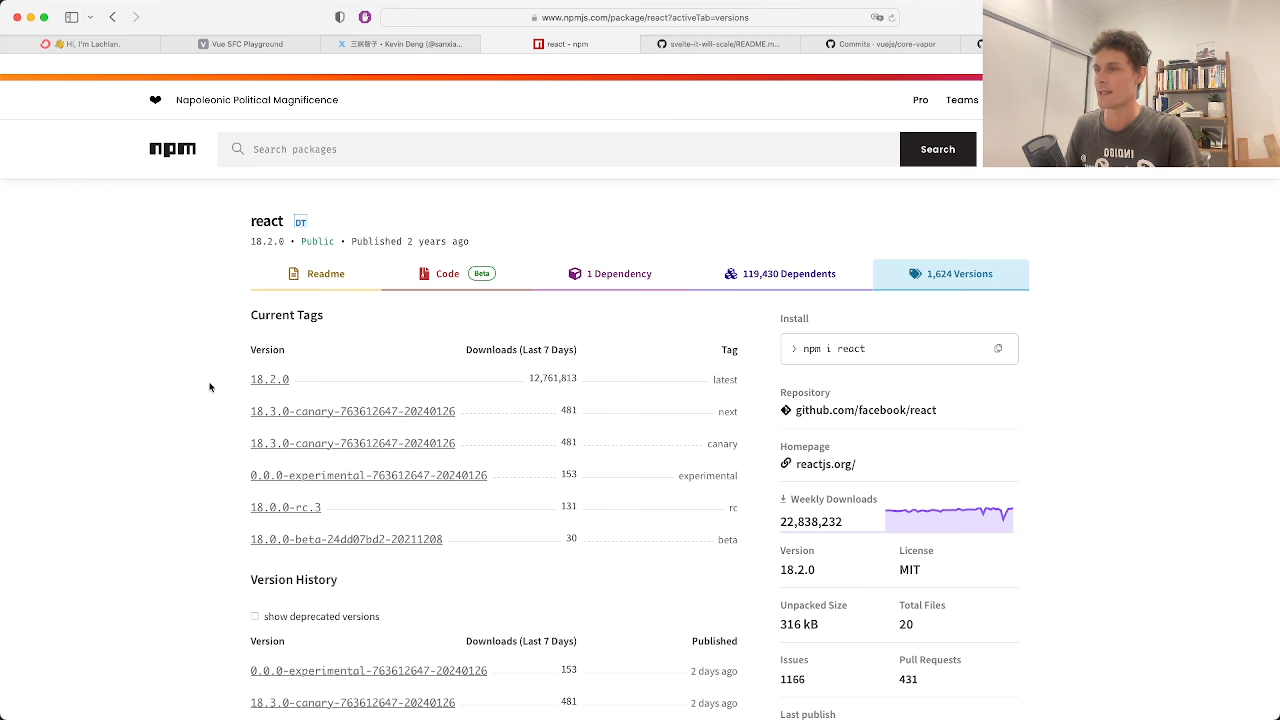 www.npmjs.com/package/react?activeTab=versions
👋 Hi, I'm Lachlan.
Vue SFC Playground
三联智子・Kevin Deng (@sanxia...
react - npm
svelte-it-will-scale/README.m...
Commits · vuejs/core-vapor
❤ Napoleonic Political Magnificence
Pro
Teams
npm
Search packages
Search
react DT
18.2.0 • Public • Published 2 years ago
Readme
Code Beta
1 Dependency
119,430 Dependents
1,624 Versions
Current Tags
Version Downloads (Last 7 Days) Tag
18.2.0 12,761,813 latest
18.3.0-canary-763612647-20240126 481 next
18.3.0-canary-763612647-20240126 481 canary
0.0.0-experimental-763612647-20240126 153 experimental
18.0.0-rc.3 131 rc
18.0.0-beta-24dd07bd2-20211208 30 beta
Version History
show deprecated versions
Version Downloads (Last 7 Days) Published
0.0.0-experimental-763612647-20240126 153 2 days ago
18.3.0-canary-763612647-20240126 481 2 days ago
Install
> npm i react
Repository
github.com/facebook/react
Homepage
reactjs.org/
Weekly Downloads
22,838,232
Version License
18.2.0 MIT
Unpacked Size Total Files
316 kB 20
Issues Pull Requests
1166 431
Last publish